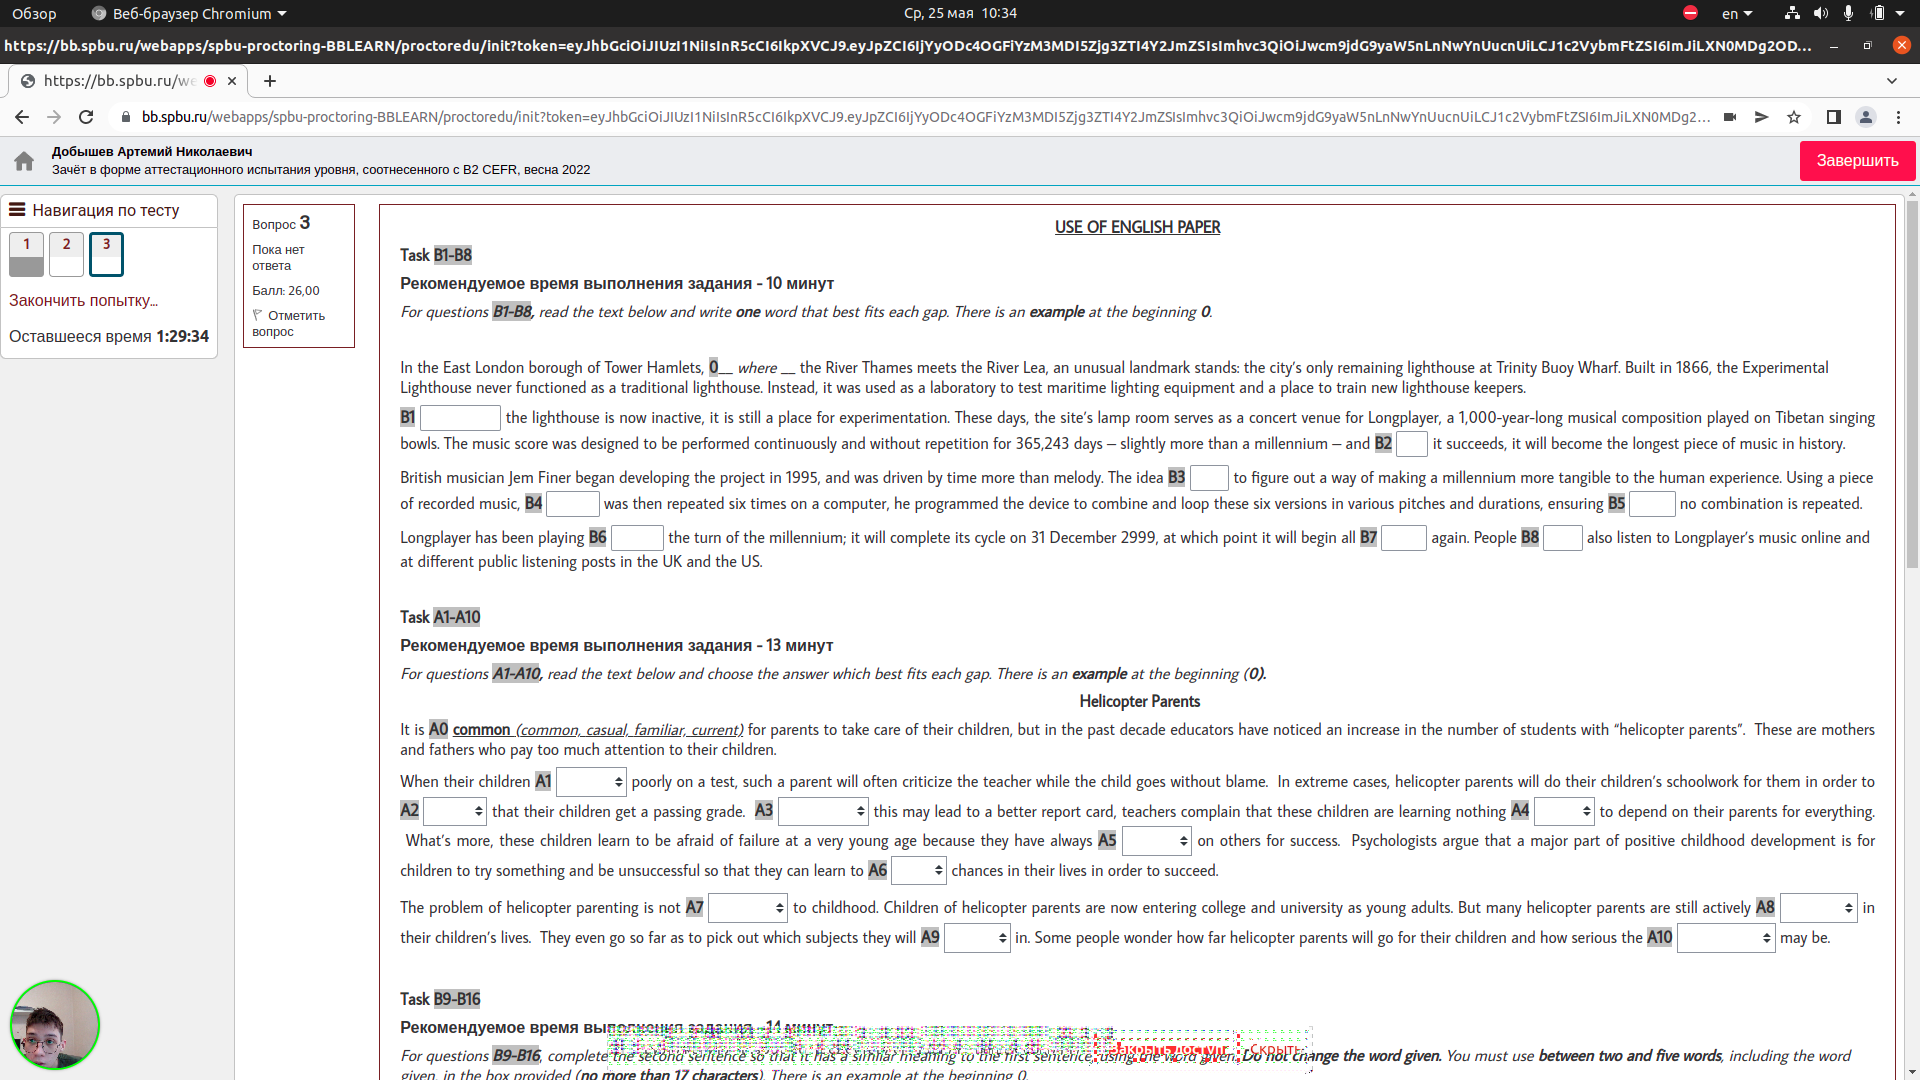 Обзор
Веб-браузер Chromium
Ср, 25 мая 10:34
en
https://bb.spbu.ru/webapps/spbu-proctoring-BBLEARN/proctoredu/init?token=
https://bb.spbu.ru/we
bb.spbu.ru/webapps/spbu-proctoring-BBLEARN/proctoredu/init?token=
Добышев Артемий Николаевич
Зачёт в форме аттестационного испытания уровня, соотнесенного с B2 CEFR, весна 2022
Завершить
Навигация по тесту
1 2 3
Закончить попытку...
Оставшееся время 1:29:34
Вопрос 3
Пока нет
ответа
Балл: 26,00
Отметить
вопрос
USE OF ENGLISH PAPER
Task B1-B8
Рекомендуемое время выполнения задания - 10 минут
For questions B1-B8, read the text below and write one word that best fits each gap. There is an example at the beginning 0.
In the East London borough of Tower Hamlets, 0__ where __ the River Thames meets the River Lea, an unusual landmark stands: the city's only remaining lighthouse at Trinity Buoy Wharf. Built in 1866, the Experimental
Lighthouse never functioned as a traditional lighthouse. Instead, it was used as a laboratory to test maritime lighting equipment and a place to train new lighthouse keepers.
B1 the lighthouse is now inactive, it is still a place for experimentation. These days, the site's lamp room serves as a concert venue for Longplayer, a 1,000-year-long musical composition played on Tibetan singing
bowls. The music score was designed to be performed continuously and without repetition for 365,243 days – slightly more than a millennium – and B2 it succeeds, it will become the longest piece of music in history.
British musician Jem Finer began developing the project in 1995, and was driven by time more than melody. The idea B3 to figure out a way of making a millennium more tangible to the human experience. Using a piece
of recorded music, B4 was then repeated six times on a computer, he programmed the device to combine and loop these six versions in various pitches and durations, ensuring B5 no combination is repeated.
Longplayer has been playing B6 the turn of the millennium; it will complete its cycle on 31 December 2999, at which point it will begin all B7 again. People B8 also listen to Longplayer's music online and
at different public listening posts in the UK and the US.
Task A1-A10
Рекомендуемое время выполнения задания - 13 минут
For questions A1-A10, read the text below and choose the answer which best fits each gap. There is an example at the beginning (0).
Helicopter Parents
It is A0 common (common, casual, familiar, current) for parents to take care of their children, but in the past decade educators have noticed an increase in the number of students with “helicopter parents”. These are mothers
and fathers who pay too much attention to their children.
When their children A1 poorly on a test, such a parent will often criticize the teacher while the child goes without blame. In extreme cases, helicopter parents will do their children's schoolwork for them in order to
A2 that their children get a passing grade. A3 this may lead to a better report card, teachers complain that these children are learning nothing A4 to depend on their parents for everything.
What's more, these children learn to be afraid of failure at a very young age because they have always A5 on others for success. Psychologists argue that a major part of positive childhood development is for
children to try something and be unsuccessful so that they can learn to A6 chances in their lives in order to succeed.
The problem of helicopter parenting is not A7 to childhood. Children of helicopter parents are now entering college and university as young adults. But many helicopter parents are still actively A8 in
their children's lives. They even go so far as to pick out which subjects they will A9 in. Some people wonder how far helicopter parents will go for their children and how serious the A10 may be.
Task B9-B16
Рекомендуемое время выполнения задания - 14 минут
For questions B9-B16, complete the second sentence so that it has a similar meaning to the first sentence, using the word given. Do not change the word given. You must use between two and five words, including the word
given, in the box provided (no more than 17 characters). There is an example at the beginning 0.
Закрыть доступ
Скрыть